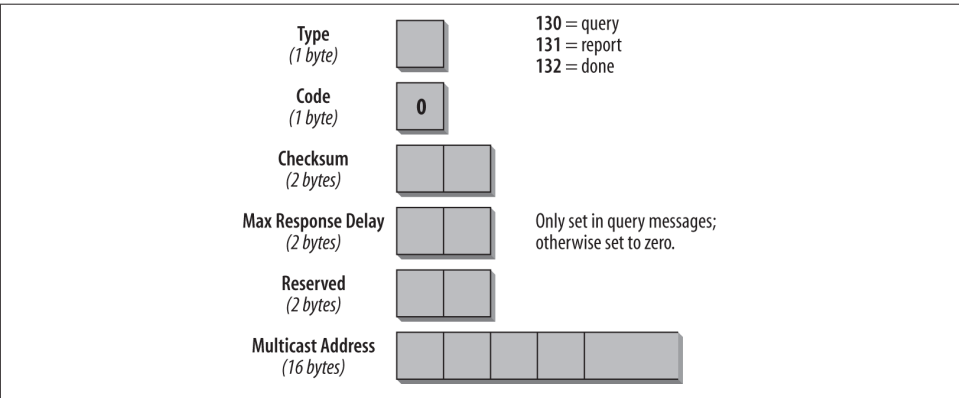 Type
(1 byte)
130 = query
131 = report
132 = done
Code
(1 byte)
0
Checksum
(2 bytes)
Max Response Delay
(2 bytes)
Only set in query messages;
otherwise set to zero.
Reserved
(2 bytes)
Multicast Address
(16 bytes)